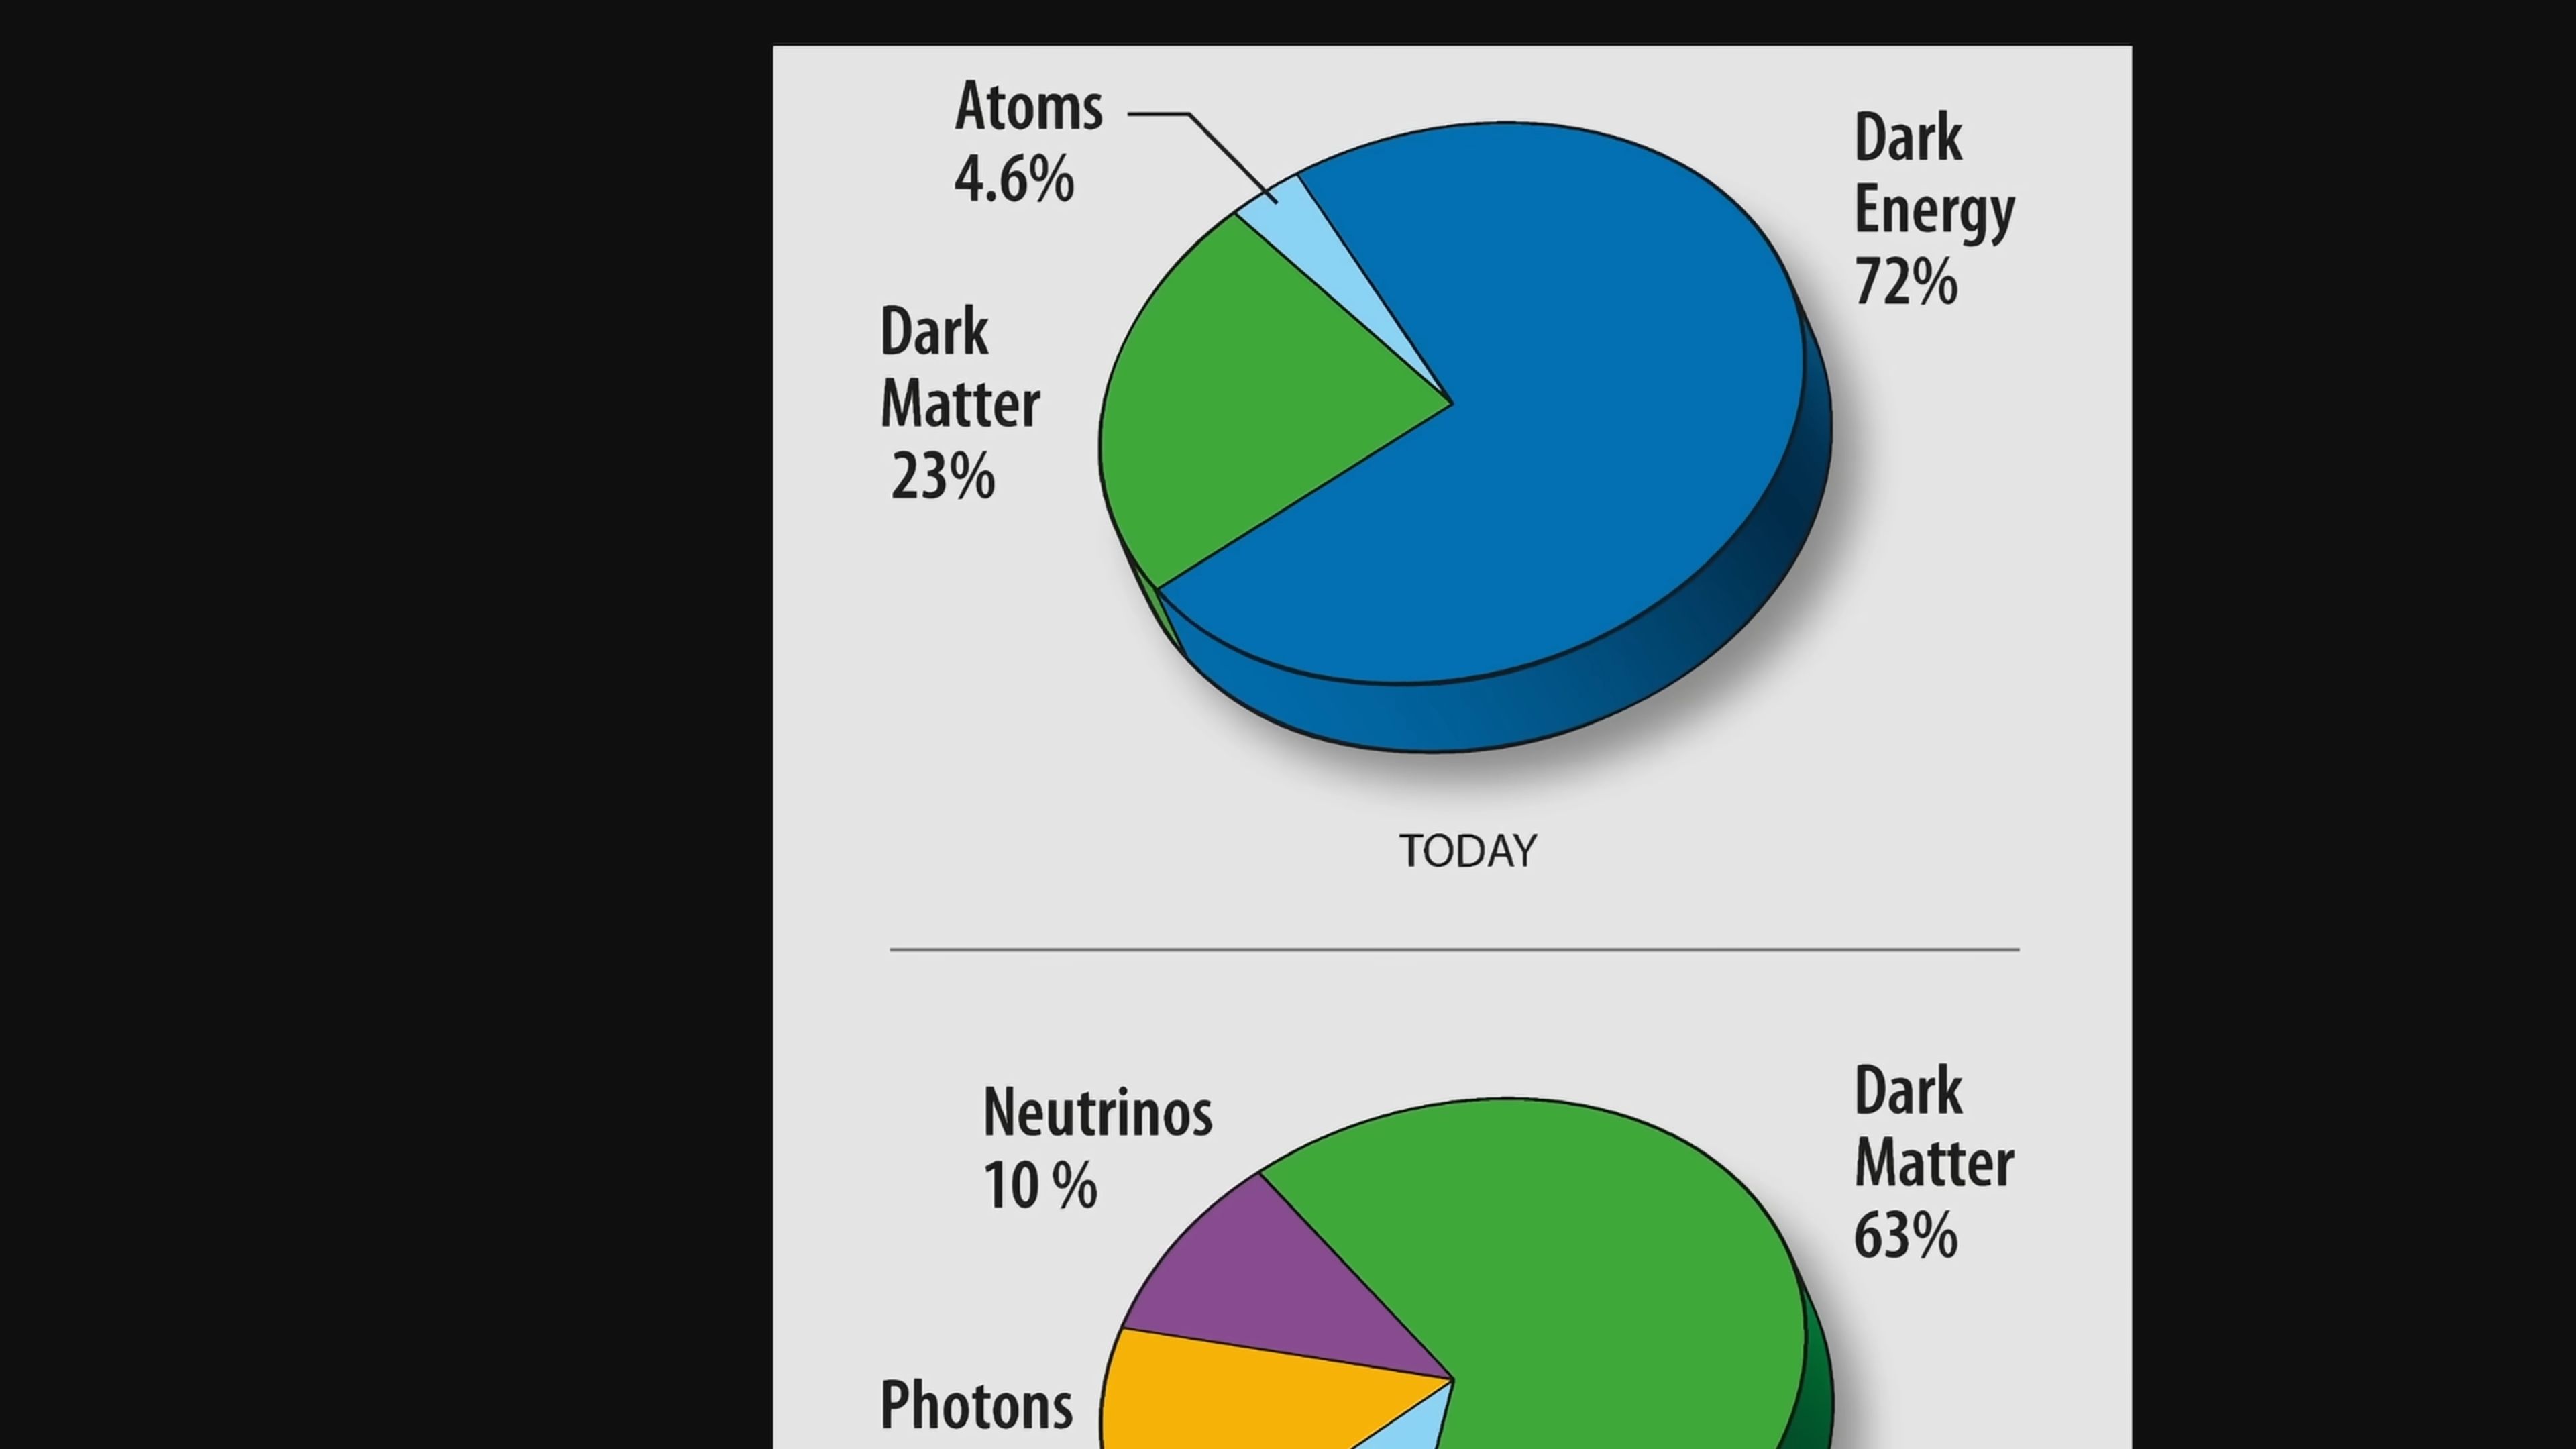 Atoms
4.6%
Dark
Energy
72%
Dark
Matter
23%
TODAY
Neutrinos
10 %
Dark
Matter
63%
Photons